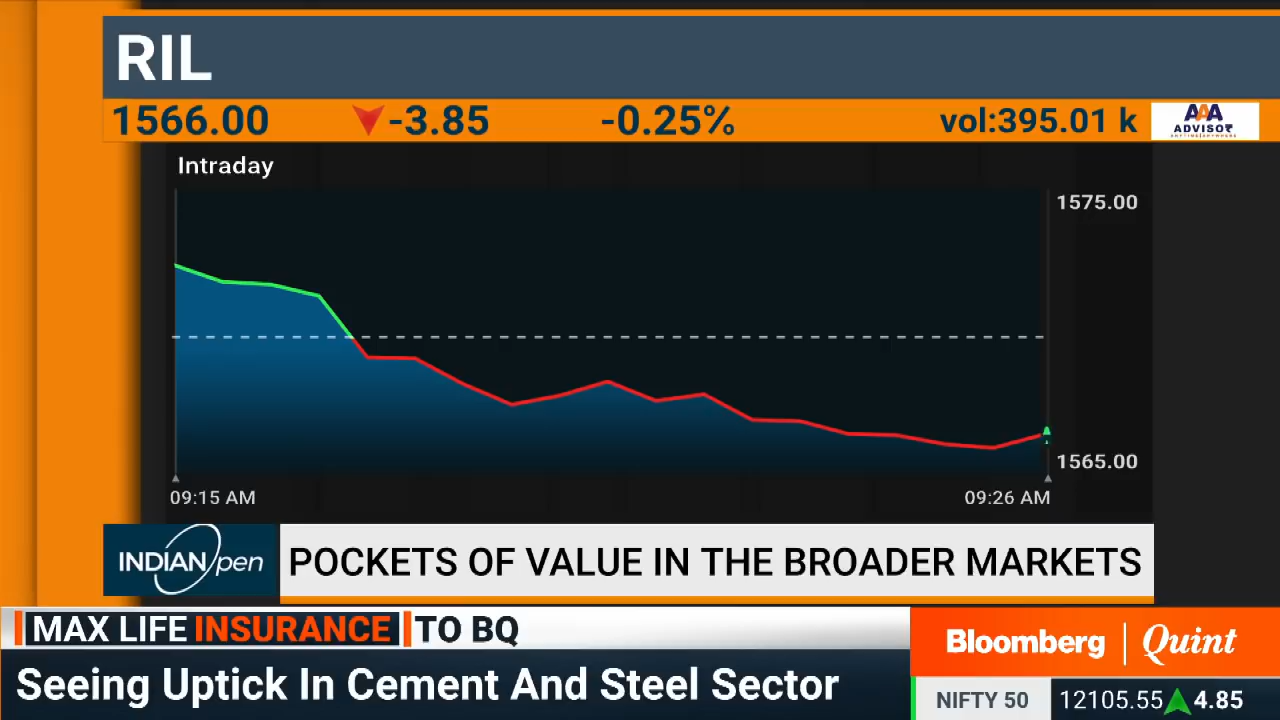 RIL
1566.00 -3.85 -0.25% vol:395.01 k
AAA
ADVISO₹
Intraday
1575.00
1565.00
09:15 AM 09:26 AM
INDIAN Open
POCKETS OF VALUE IN THE BROADER MARKETS
MAX LIFE INSURANCE TO BQ
Seeing Uptick In Cement And Steel Sector
Bloomberg | Quint
NIFTY 50 12105.55 4.85